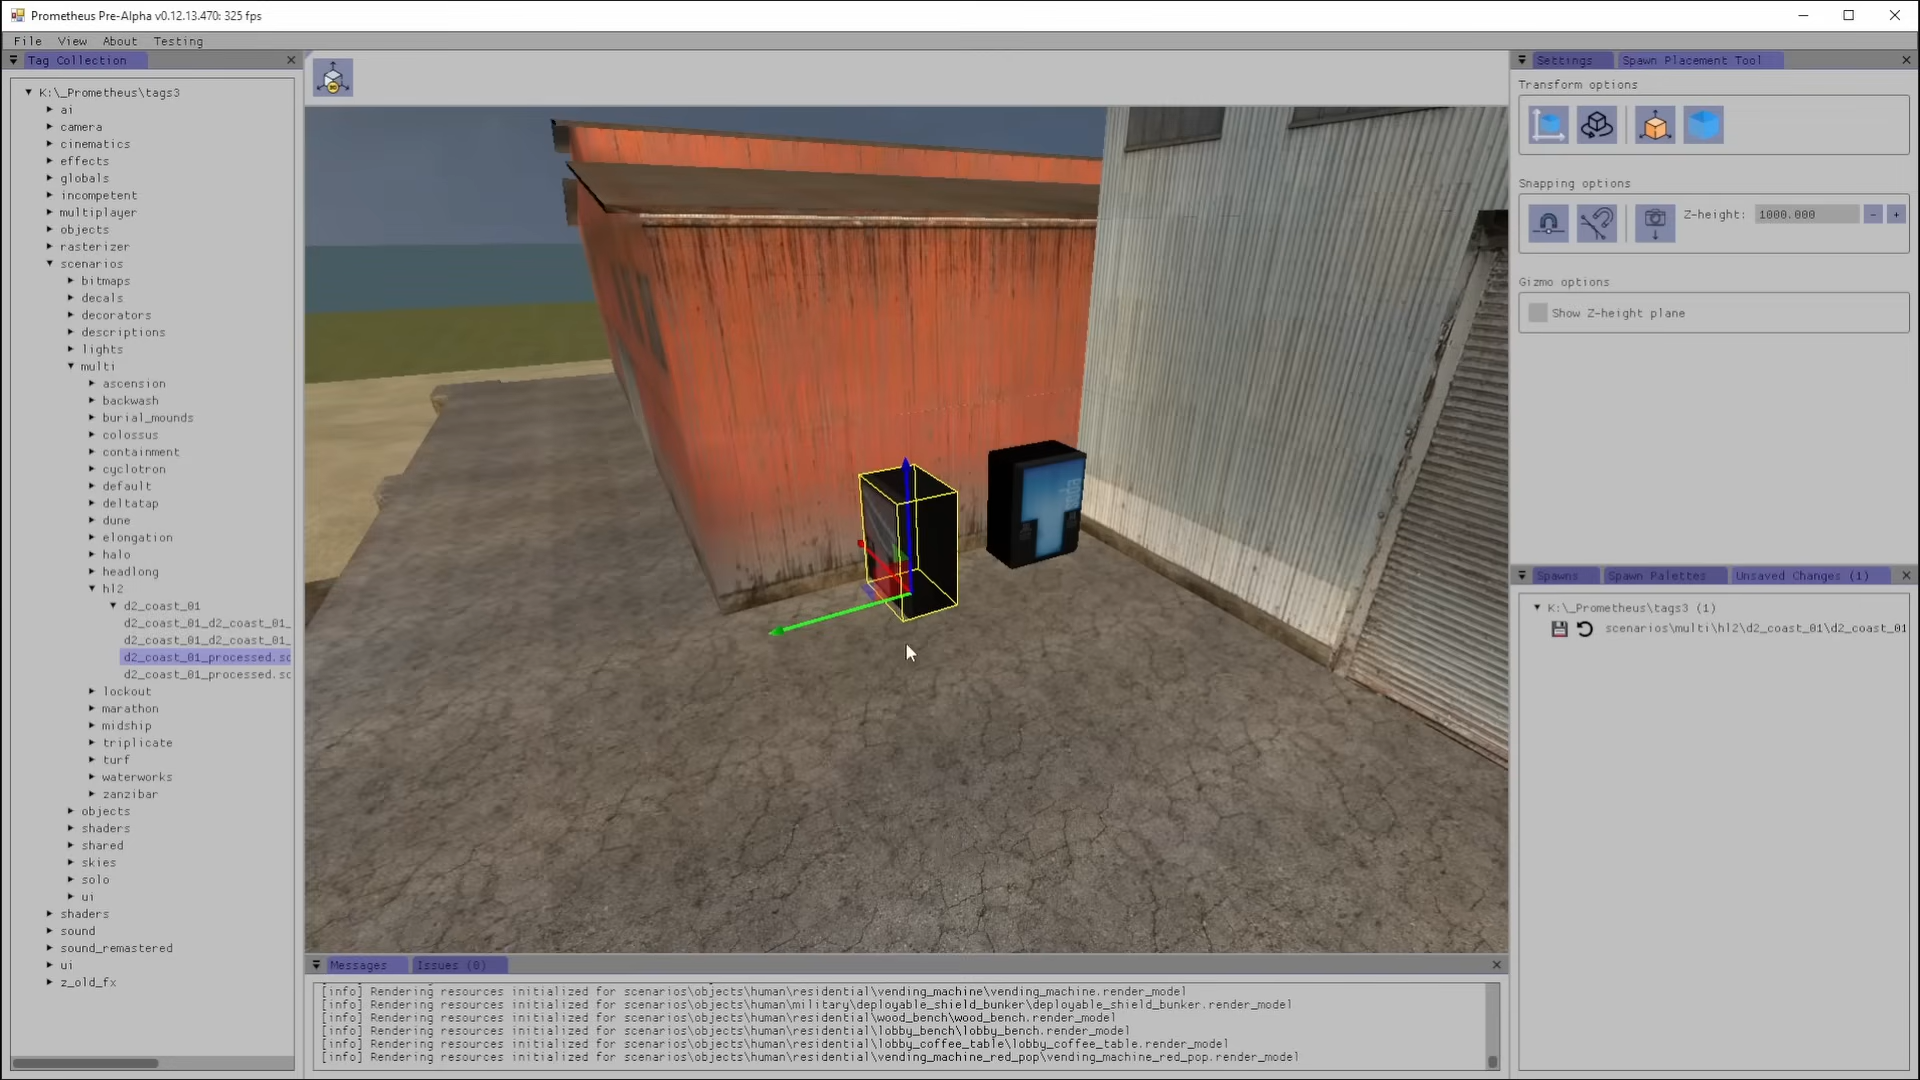 Prometheus Pre-Alpha v0.12.13.470: 325 fps
File View About Testing
Tag Collection
K:\_Prometheus\tags3
ai
camera
cinematics
effects
globals
incompetent
multiplayer
objects
rasterizer
scenarios
bitmaps
decals
decorators
descriptions
lights
multi
ascension
backwash
burial_mounds
colossus
containment
cyclotron
default
deltatap
dune
elongation
halo
headlong
hl2
d2_coast_01
d2_coast_01_d2_coast_01_
d2_coast_01_d2_coast_01_
d2_coast_01_processed.sc
d2_coast_01_processed.sc
lockout
marathon
midship
triplicate
turf
waterworks
zanzibar
objects
shaders
shared
skies
solo
ui
shaders
sound
sound_remastered
ui
z_old_fx
Messages Issues (0)
[info] Rendering resources initialized for scenarios\objects\human\residential\vending_machine\vending_machine.render_model
[info] Rendering resources initialized for scenarios\objects\human\military\deployable_shield_bunker\deployable_shield_bunker.render_model
[info] Rendering resources initialized for scenarios\objects\human\residential\wood_bench\wood_bench.render_model
[info] Rendering resources initialized for scenarios\objects\human\residential\lobby_bench\lobby_bench.render_model
[info] Rendering resources initialized for scenarios\objects\human\residential\lobby_coffee_table\lobby_coffee_table.render_model
[info] Rendering resources initialized for scenarios\objects\human\residential\vending_machine_red_pop\vending_machine_red_pop.render_model
Settings Spawn Placement Tool
Transform options
Snapping options
Z-height: 1000.000 - +
Gizmo options
Show Z-height plane
Spawns Spawn Palettes Unsaved Changes (1)
K:\_Prometheus\tags3 (1)
scenarios\multi\hl2\d2_coast_01\d2_coast_01